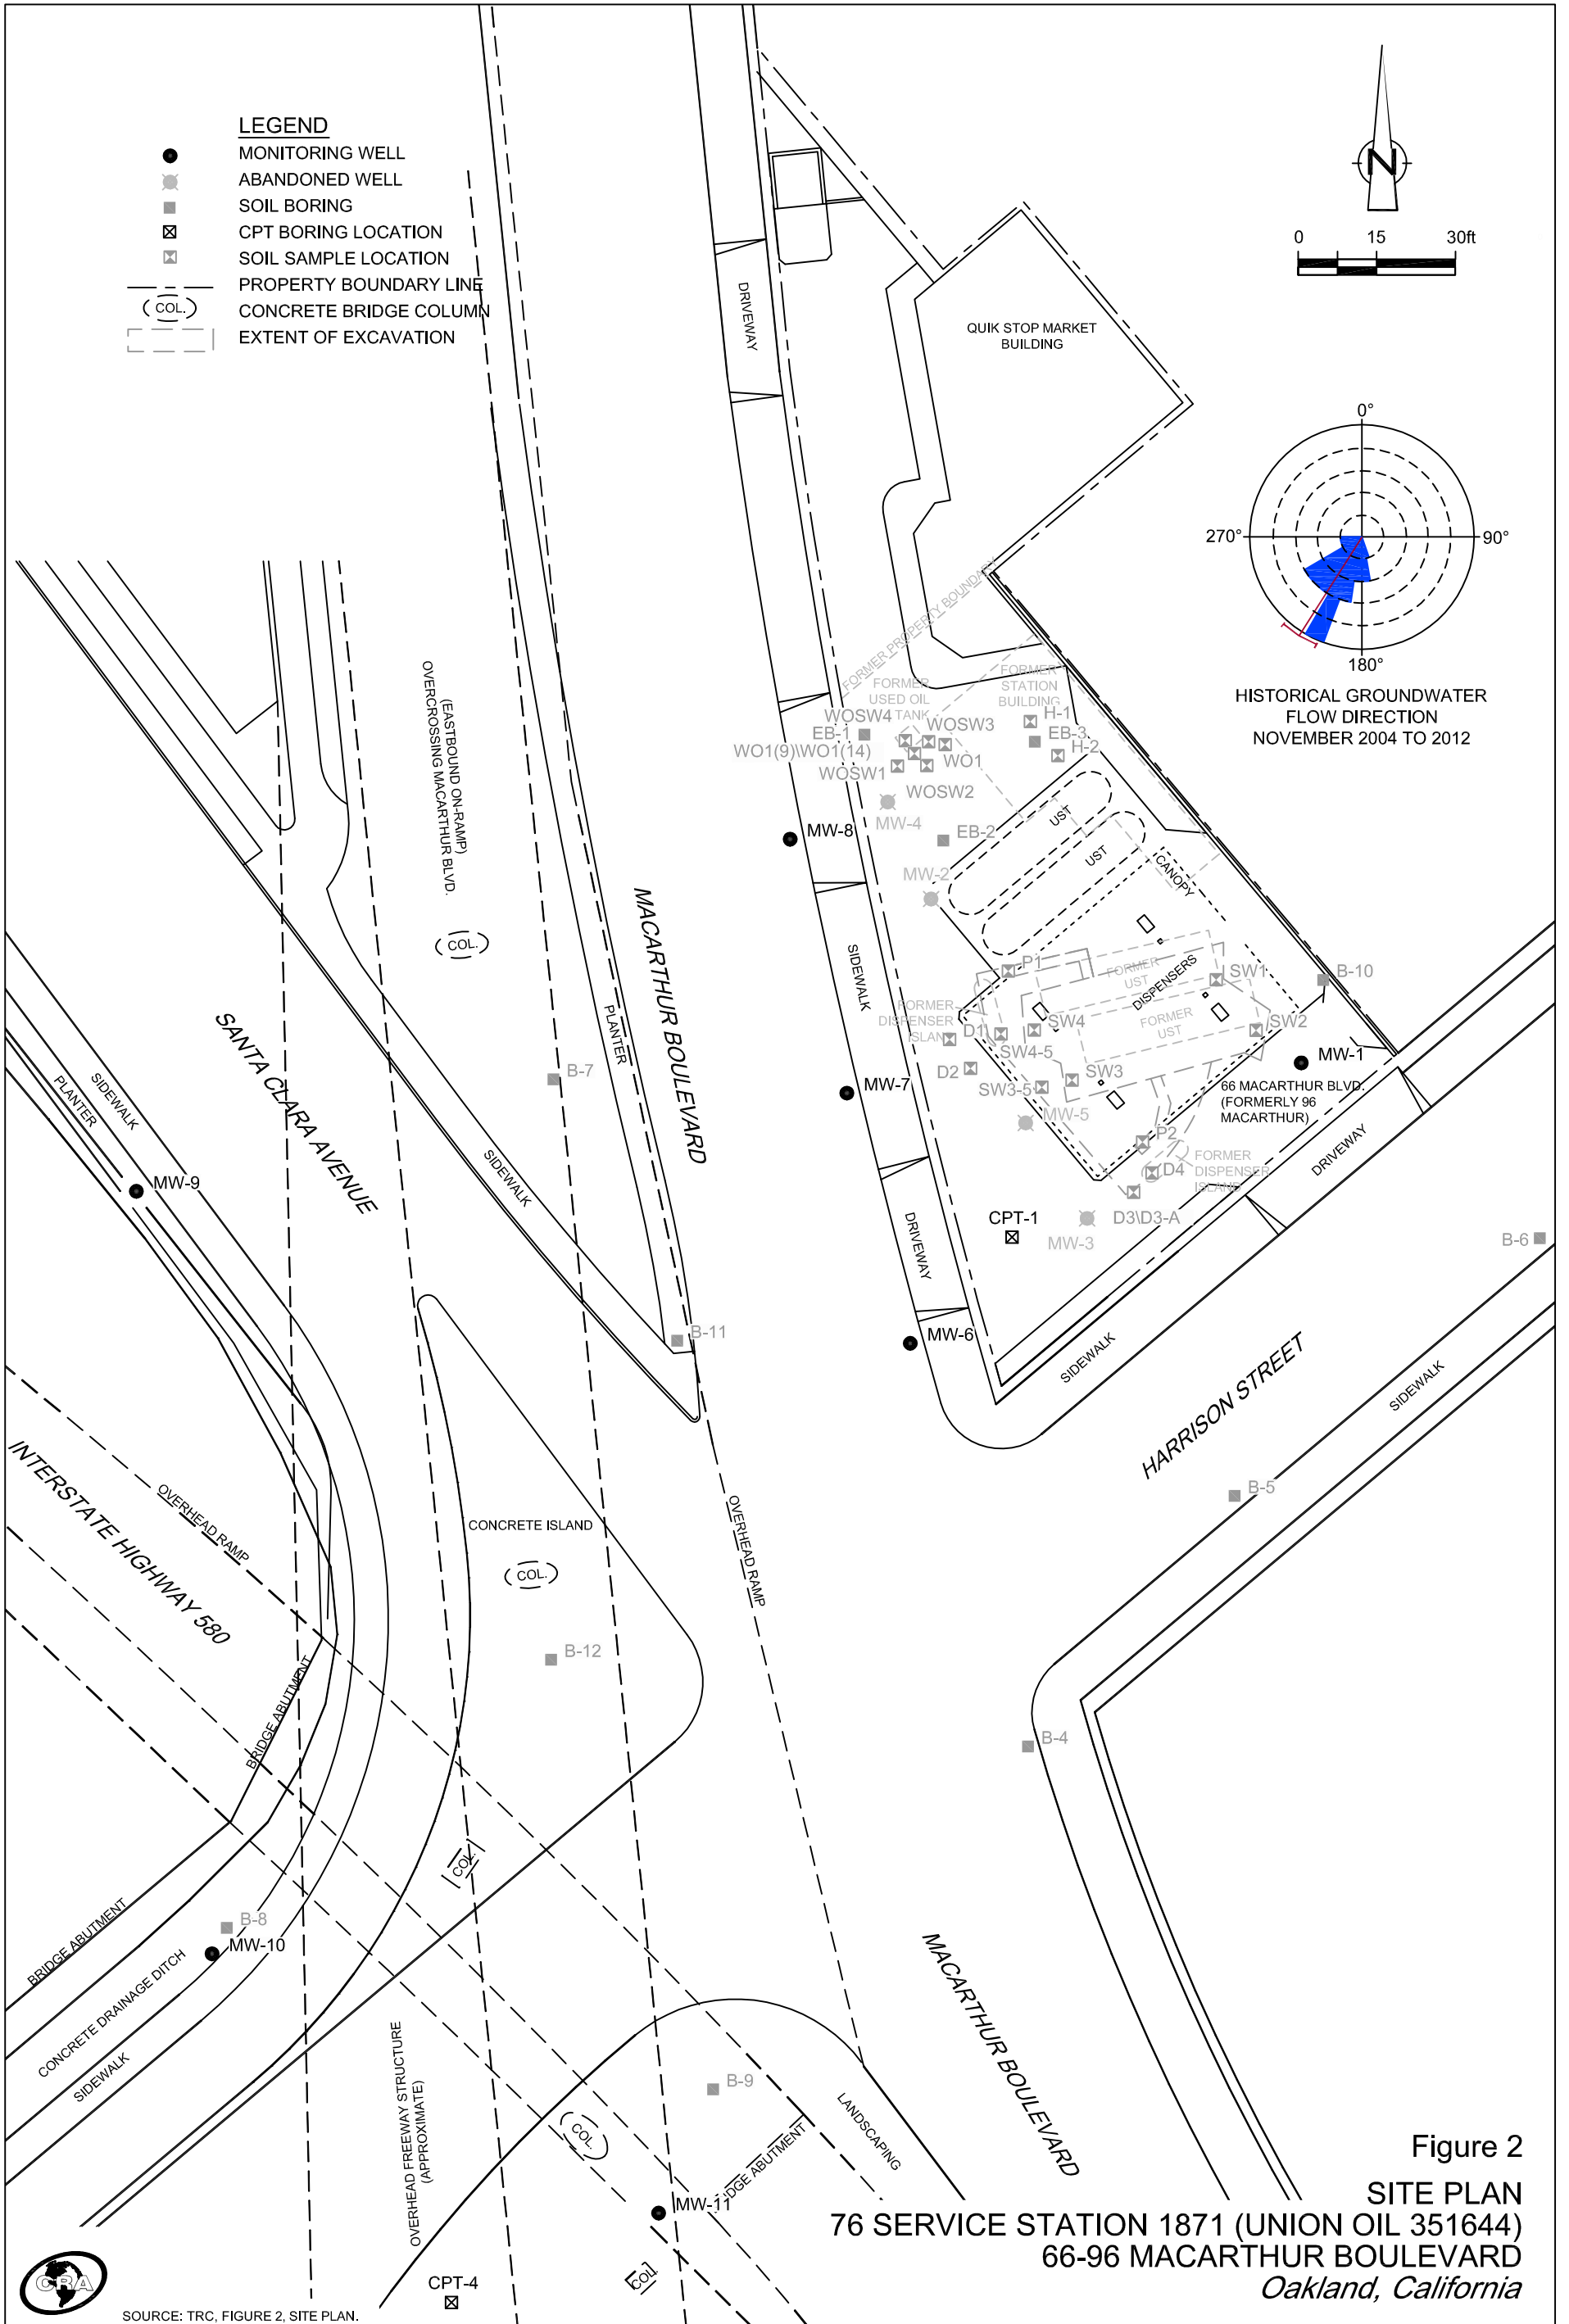 LEGEND
MONITORING WELL
ABANDONED WELL
SOIL BORING
CPT BORING LOCATION
SOIL SAMPLE LOCATION
PROPERTY BOUNDARY LINE
COL.
CONCRETE BRIDGE COLUMN
EXTENT OF EXCAVATION
N
0 15 30ft
DRIVEWAY
QUIK STOP MARKET
BUILDING
0°
270°
90°
180°
HISTORICAL GROUNDWATER
FLOW DIRECTION
NOVEMBER 2004 TO 2012
FORMER PROPERTY BOUNDARY
FORMER
USED OIL
TANK
FORMER
STATION
BUILDING
WOSW4
WOSW3
H-1
EB-1
EB-3
WO1(9)\WO1(14)
WO1
H-2
WOSW1
WOSW2
MW-4
MW-8
EB-2
UST
UST
CANOPY
MW-2
(EASTBOUND ON-RAMP)
OVERCROSSING MACARTHUR BLVD.
COL.
MACARTHUR BOULEVARD
SIDEWALK
PLANTER
P1
FORMER
UST
DISPENSERS
SW1
B-10
FORMER
UST
SW2
FORMER
DISPENSER
ISLAND
D1
SW4
SW4-5
MW-1
D2
SW3
SW3-5
66 MACARTHUR BLVD.
(FORMERLY 96
MACARTHUR)
SANTA CLARA AVENUE
B-7
MW-7
MW-5
SIDEWALK
PLANTER
P2
FORMER
DISPENSER
ISLAND
D4
DRIVEWAY
MW-9
SIDEWALK
DRIVEWAY
CPT-1
D3\D3-A
MW-3
B-6
B-11
MW-6
SIDEWALK
HARRISON STREET
SIDEWALK
INTERSTATE HIGHWAY 580
OVERHEAD RAMP
CONCRETE ISLAND
COL.
OVERHEAD RAMP
B-5
B-12
BRIDGE ABUTMENT
B-4
COL.
B-8
MW-10
BRIDGE ABUTMENT
CONCRETE DRAINAGE DITCH
SIDEWALK
MACARTHUR BOULEVARD
OVERHEAD FREEWAY STRUCTURE
(APPROXIMATE)
B-9
COL.
LANDSCAPING
DGE ABUTMENT
MW-11
COL.
CPT-4
Figure 2
SITE PLAN
76 SERVICE STATION 1871 (UNION OIL 351644)
66-96 MACARTHUR BOULEVARD
Oakland, California
CRA
SOURCE: TRC, FIGURE 2, SITE PLAN.